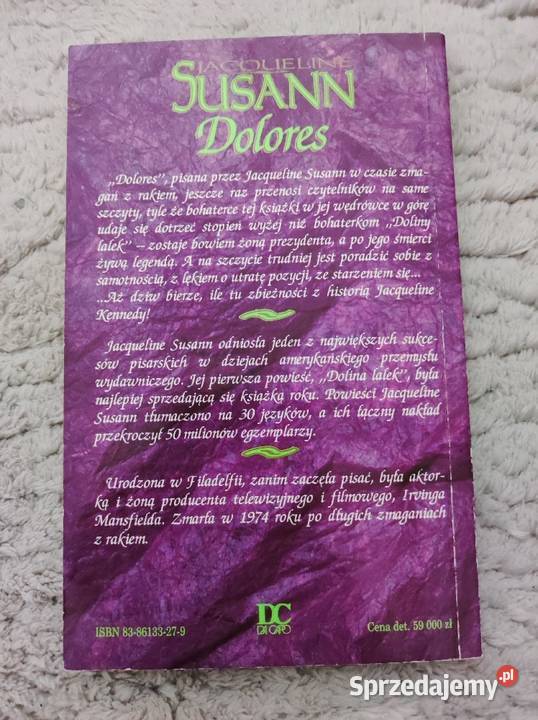 JACQUELINE
SUSANN
Dolores
„Dolores”, pisana przez Jacqueline Susann w czasie zma-
gań z rakiem, jeszcze raz przenosi czytelników na same
szczyty, tyle że bohaterce tej książki w jej wędrówce w górę
udaje się dotrzeć stopień wyżej niż bohaterkom „Doliny
lalek” – zostaje bowiem żoną prezydenta, a po jego śmierci
żywą legendą. A na szczycie trudniej jest poradzić sobie z
samotnością, z lękiem o utratę pozycji, ze starzeniem się...
...Aż dziw bierze, ile tu zbieżności z historią Jacqueline
Kennedy!
Jacqueline Susann odniosła jeden z największych sukce-
sów pisarskich w dziejach amerykańskiego przemysłu
wydawniczego. Jej pierwsza powieść, „Dolina lalek”, była
najlepiej sprzedającą się książką roku. Powieści Jacqueline
Susann tłumaczono na 30 języków, a ich łączny nakład
przekroczył 50 milionów egzemplarzy.
Urodzona w Filadelfii, zanim zaczęła pisać, była aktor-
ką i żoną producenta telewizyjnego i filmowego, Irvinga
Mansfielda. Zmarła w 1974 roku po długich zmaganiach
z rakiem.
DC
DA CAPO
ISBN 83-86133-27-9
Cena det. 59 000 zł
Sprzedajemy.pl